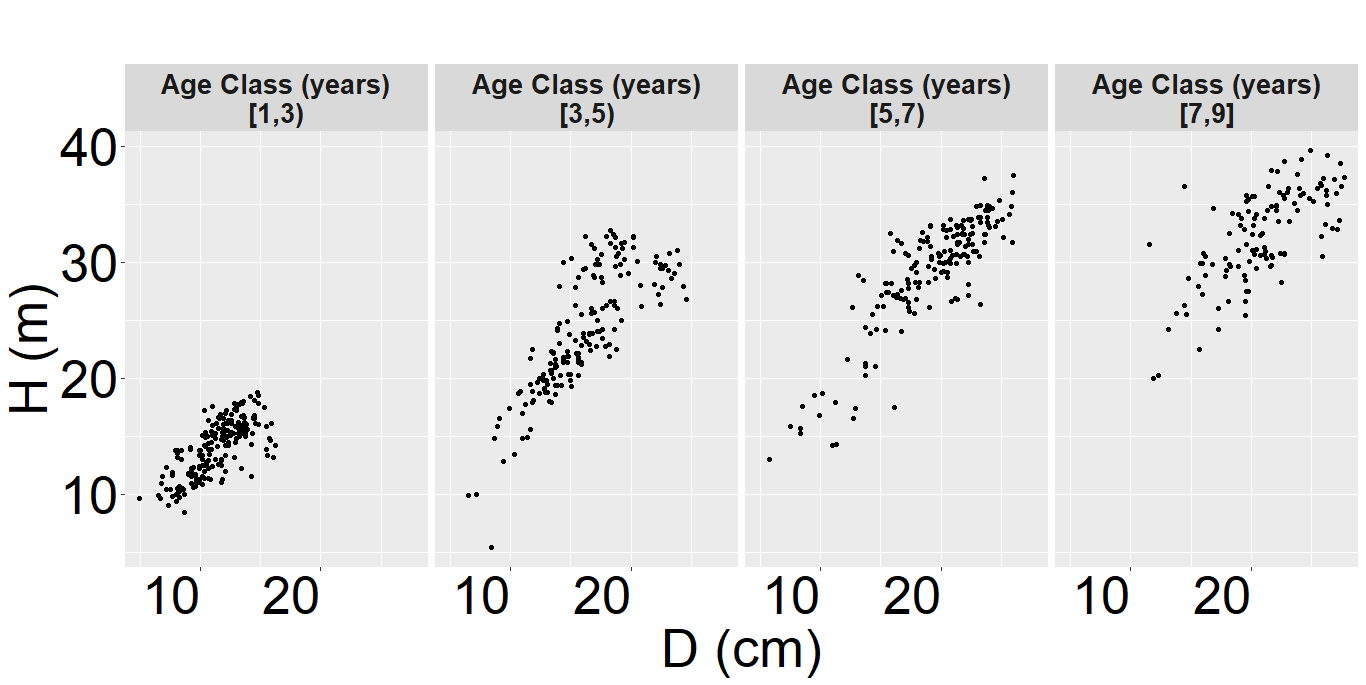 Age Class (years) Age Class (years) Age Class (years) Age Class (years)
[1,3) [3,5) [5,7) [7,9]
40
30
20
10
H (m)
10 20 10 20 10 20 10 20
D (cm)